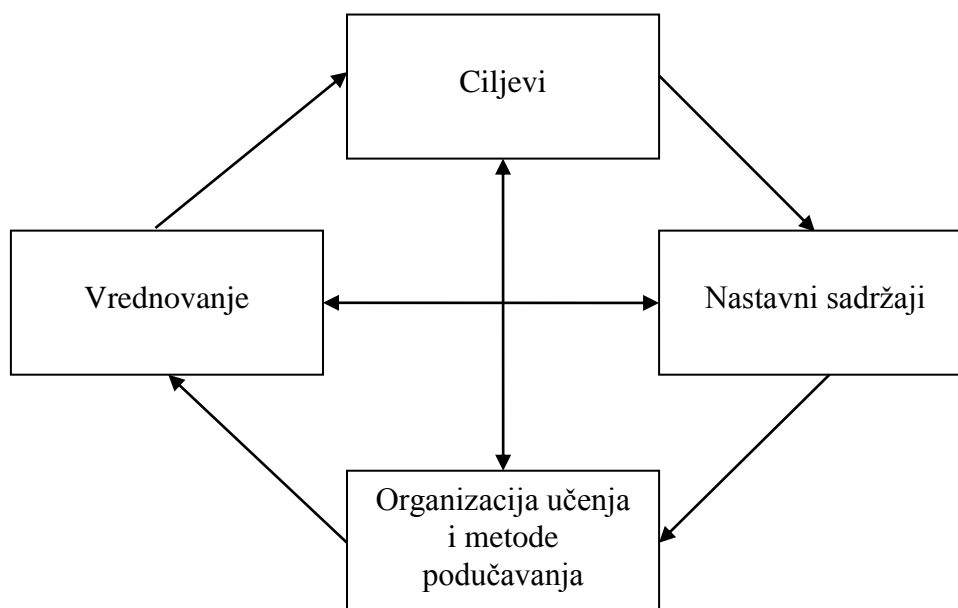 Ciljevi
Vrednovanje
Nastavni sadržaji
Organizacija učenja
i metode
podučavanja